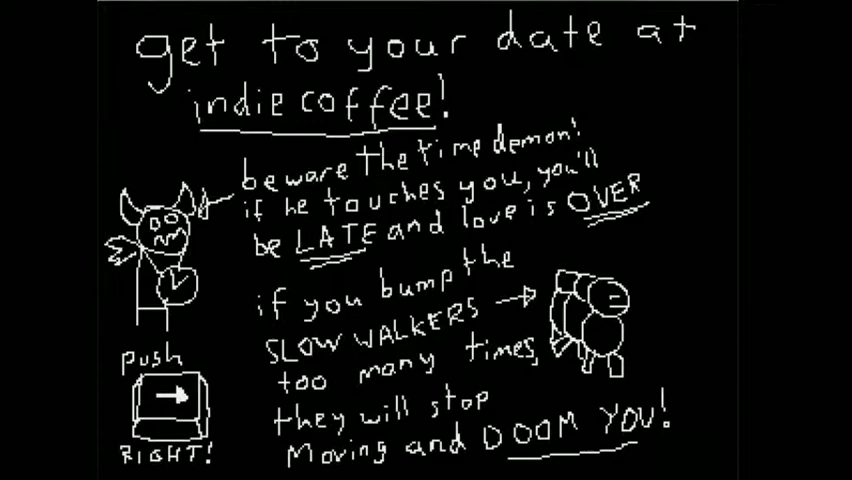 get to your date at
indie coffee!
beware the time demon!
if he touches you, you'll
be LATE and love is OVER
if you bump the
SLOW WALKERS →
too many times,
they will stop
Moving and DOOM YOU!
PUSH
→
RIGHT!